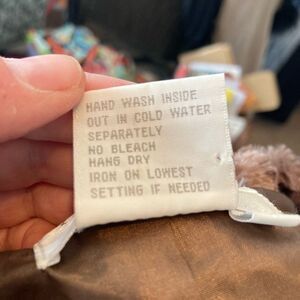 HAND WASH INSIDE
OUT IN COLD WATER
SEPARATELY
NO BLEACH
HANG DRY
IRON ON LOWEST
SETTING IF NEEDED